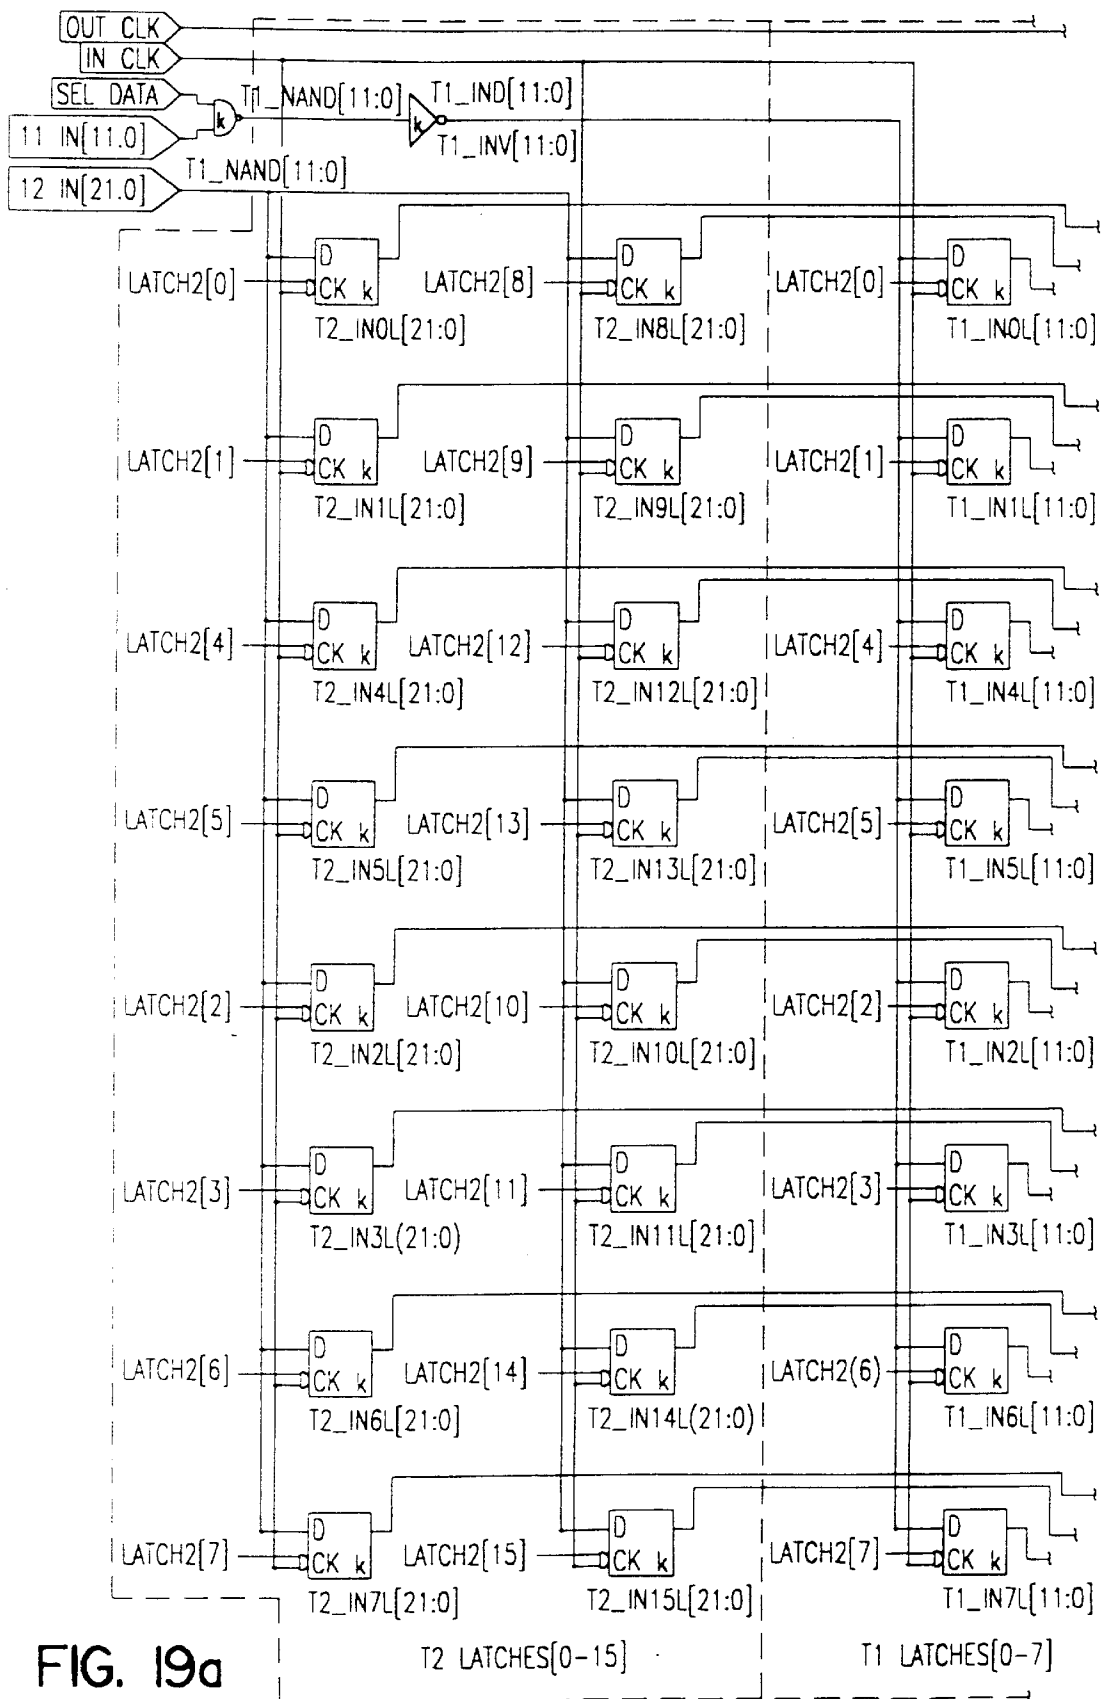 OUT CLK
IN CLK
SEL DATA
T1_NAND[11:0]
T1_IND[11:0]
k
k
11 IN[11.0]
T1_INV[11:0]
T1_NAND[11:0]
12 IN[21.0]
D
D
D
LATCH2[0]
CK k
LATCH2[8]
CK k
LATCH2[0]
CK k
T2_IN0L[21:0]
T2_IN8L[21:0]
T1_IN0L[11:0]
D
D
D
LATCH2[1]
CK k
LATCH2[9]
CK k
LATCH2[1]
CK k
T2_IN1L[21:0]
T2_IN9L[21:0]
T1_IN1L[11:0]
D
D
D
LATCH2[4]
CK k
LATCH2[12]
CK k
LATCH2[4]
CK k
T2_IN4L[21:0]
T2_IN12L[21:0]
T1_IN4L[11:0]
D
D
D
LATCH2[5]
CK k
LATCH2[13]
CK k
LATCH2[5]
CK k
T2_IN5L[21:0]
T2_IN13L[21:0]
T1_IN5L[11:0]
D
D
D
LATCH2[2]
CK k
LATCH2[10]
CK k
LATCH2[2]
CK k
T2_IN2L[21:0]
T2_IN10L[21:0]
T1_IN2L[11:0]
D
D
D
LATCH2[3]
CK k
LATCH2[11]
CK k
LATCH2[3]
CK k
T2_IN3L(21:0)
T2_IN11L[21:0]
T1_IN3L[11:0]
D
D
D
LATCH2[6]
CK k
LATCH2[14]
CK k
LATCH2(6)
CK k
T2_IN6L[21:0]
T2_IN14L(21:0)
T1_IN6L[11:0]
D
D
D
LATCH2[7]
CK k
LATCH2[15]
CK k
LATCH2[7]
CK k
T2_IN7L[21:0]
T2_IN15L[21:0]
T1_IN7L[11:0]
T2 LATCHES[0-15]
T1 LATCHES[0-7]
FIG. 19a